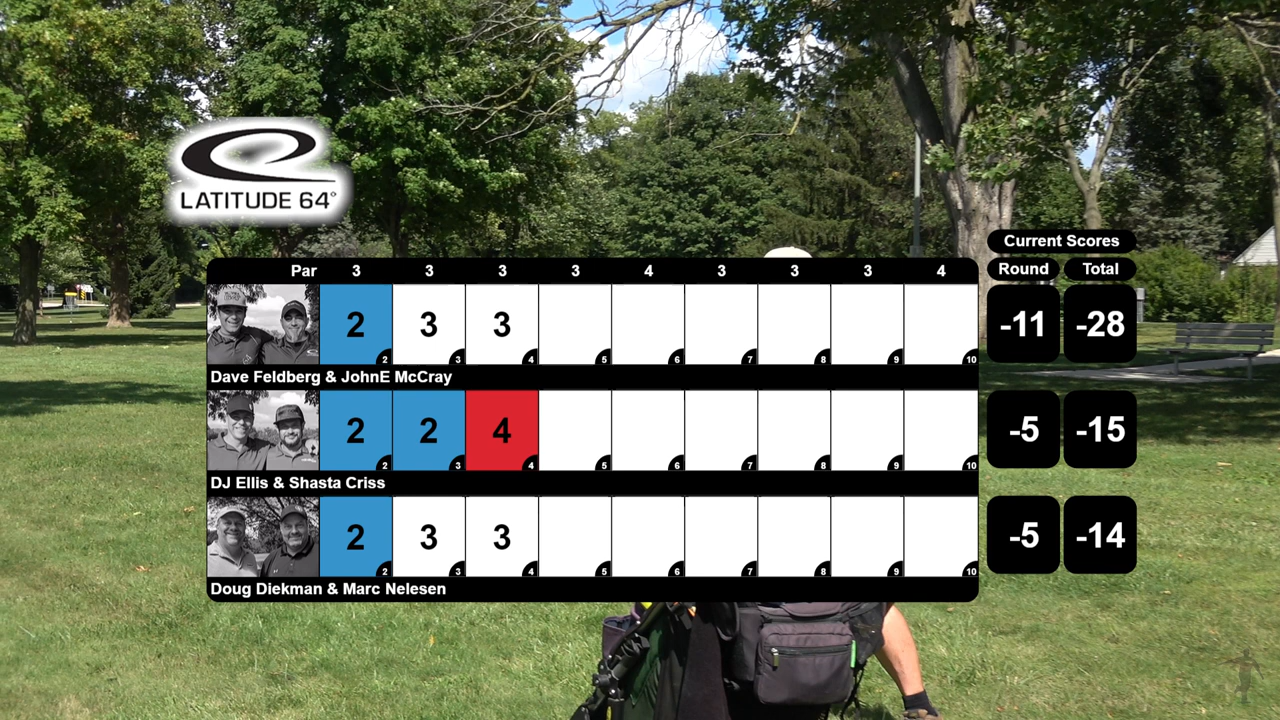 LATITUDE 64°
Current Scores
Par 3 3 3 3 4 3 3 3 4 Round Total
2 3 3 -11 -28
2 3 4 5 6 7 8 9 10
Dave Feldberg & JohnE McCray
2 2 4 -5 -15
2 3 4 5 6 7 8 9 10
DJ Ellis & Shasta Criss
2 3 3 -5 -14
2 3 4 5 6 7 8 9 10
Doug Diekman & Marc Nelesen